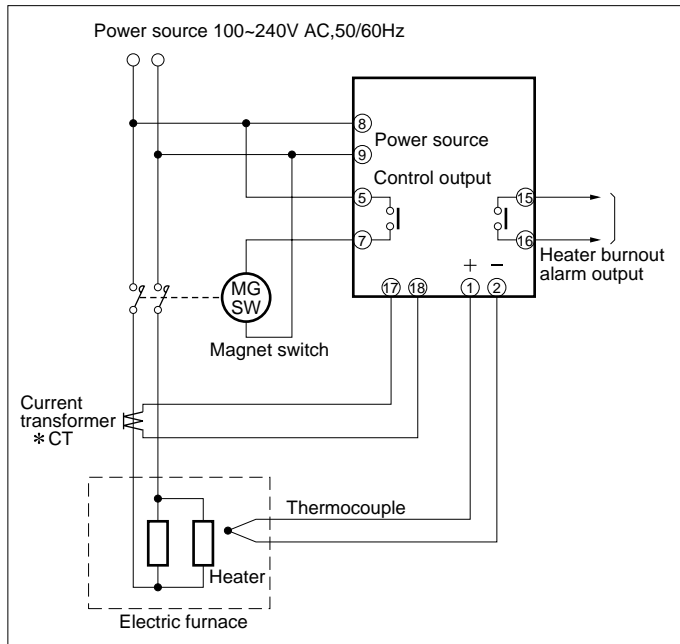 Power source 100~240V AC,50/60Hz
8
Power source
9
Control output
5
15
7
16
Heater burnout
alarm output
+ −
17 18 1 2
MG
SW
Magnet switch
Current
transformer
*CT
Thermocouple
Heater
Electric furnace